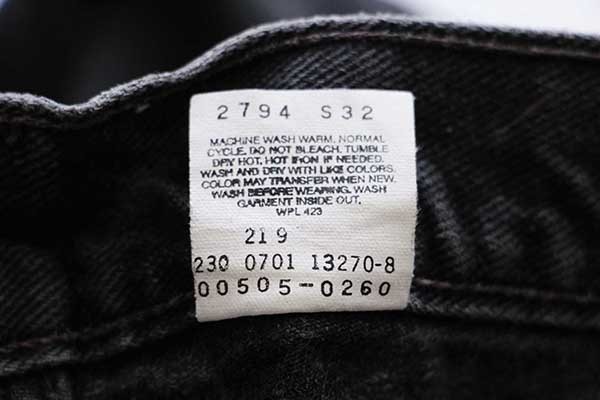 2794 S32
MACHINE WASH WARM, NORMAL
CYCLE. DO NOT BLEACH. TUMBLE
DRY HOT, HOT IRON IF NEEDED.
WASH AND DRY WITH LIKE COLORS.
COLOR MAY TRANSFER WHEN NEW.
WASH BEFORE WEARING. WASH
GARMENT INSIDE OUT.
WPL 423
219
230 0701 13270-8
00505-0260